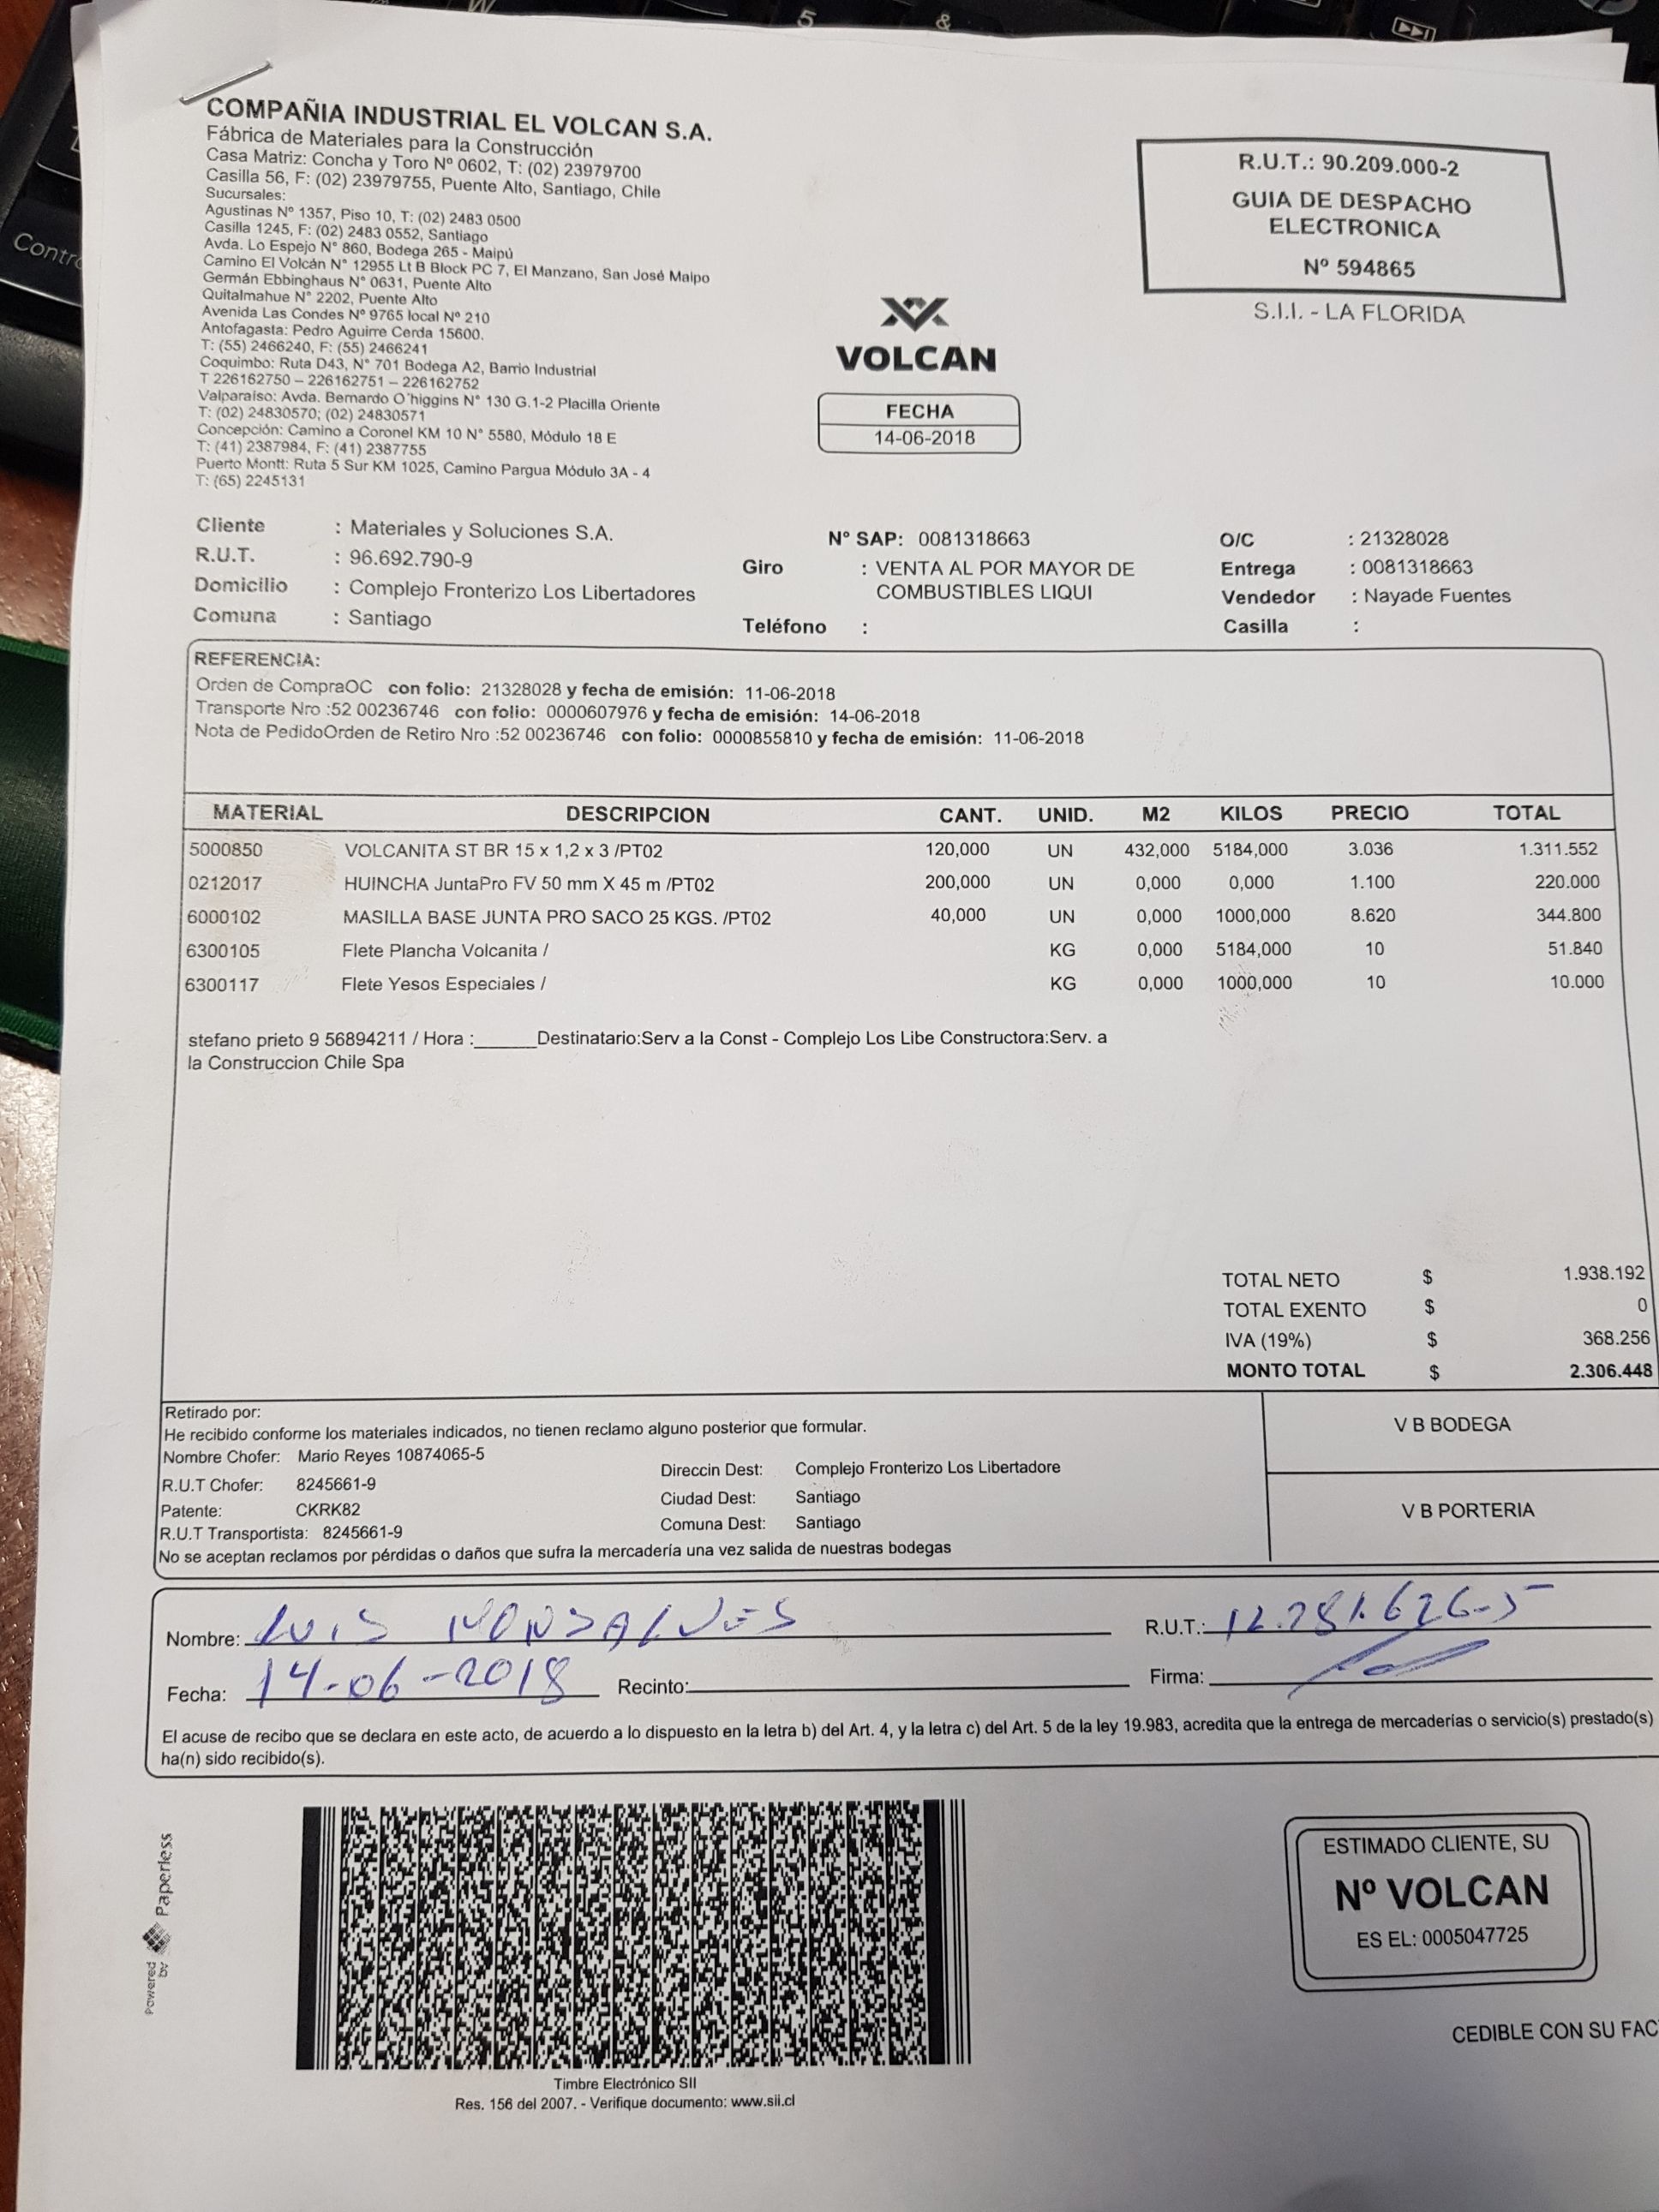 COMPAÑIA INDUSTRIAL EL VOLCAN S.A.
Fábrica de Materiales para la Construcción
Casa Matriz: Concha y Toro Nº 0602, T: (02) 23979700
Casilla 56, F: (02) 23979755, Puente Alto, Santiago, Chile
Sucursales:
Agustinas Nº 1357, Piso 10, T: (02) 2483 0500
Casilla 1245, F: (02) 2483 0552, Santiago
Avda. Lo Espejo N° 860, Bodega 265 - Maipú
Camino El Volcán N° 12955 Lt B Block PC 7, El Manzano, San José Maipo
Germán Ebbinghaus N° 0631, Puente Alto
Quitalmahue N° 2202, Puente Alto
Avenida Las Condes Nº 9765 local Nº 210
Antofagasta: Pedro Aguirre Cerda 15600.
T: (55) 2466240, F: (55) 2466241
Coquimbo: Ruta D43, N° 701 Bodega A2, Barrio Industrial
T 226162750 – 226162751 – 226162752
Valparaiso: Avda. Bernardo O´higgins N° 130 G.1-2 Placilla Oriente
T: (02) 24830570; (02) 24830571
Concepción: Camino a Coronel KM 10 N° 5580, Módulo 18 E
T: (41) 2387984, F: (41) 2387755
Puerto Montt: Ruta 5 Sur KM 1025, Camino Pargua Módulo 3A - 4
T: (65) 2245131
R.U.T.: 90.209.000-2
GUIA DE DESPACHO
ELECTRONICA
Nº 594865
S.I.I. - LA FLORIDA
VOLCAN
FECHA
14-06-2018
Cliente : Materiales y Soluciones S.A.
R.U.T. : 96.692.790-9
Domicilio : Complejo Fronterizo Los Libertadores
Comuna : Santiago
Nº SAP: 0081318663
Giro : VENTA AL POR MAYOR DE
COMBUSTIBLES LIQUI
Teléfono :
O/C : 21328028
Entrega : 0081318663
Vendedor : Nayade Fuentes
Casilla :
REFERENCIA:
Orden de CompraOC con folio: 21328028 y fecha de emisión: 11-06-2018
Transporte Nro :52 00236746 con folio: 0000607976 y fecha de emisión: 14-06-2018
Nota de PedidoOrden de Retiro Nro :52 00236746 con folio: 0000855810 y fecha de emisión: 11-06-2018
MATERIAL DESCRIPCION CANT. UNID. M2 KILOS PRECIO TOTAL
5000850 VOLCANITA ST BR 15 x 1,2 x 3 /PT02 120,000 UN 432,000 5184,000 3.036 1.311.552
0212017 HUINCHA JuntaPro FV 50 mm X 45 m /PT02 200,000 UN 0,000 0,000 1.100 220.000
6000102 MASILLA BASE JUNTA PRO SACO 25 KGS. /PT02 40,000 UN 0,000 1000,000 8.620 344.800
6300105 Flete Plancha Volcanita / KG 0,000 5184,000 10 51.840
6300117 Flete Yesos Especiales / KG 0,000 1000,000 10 10.000
stefano prieto 9 56894211 / Hora :______Destinatario:Serv a la Const - Complejo Los Libe Constructora:Serv. a
la Construccion Chile Spa
TOTAL NETO $ 1.938.192
TOTAL EXENTO $ 0
IVA (19%) $ 368.256
MONTO TOTAL $ 2.306.448
Retirado por:
He recibido conforme los materiales indicados, no tienen reclamo alguno posterior que formular.
Nombre Chofer: Mario Reyes 10874065-5
R.U.T Chofer: 8245661-9
Patente: CKRK82
R.U.T Transportista: 8245661-9
Direccin Dest: Complejo Fronterizo Los Libertadore
Ciudad Dest: Santiago
Comuna Dest: Santiago
No se aceptan reclamos por pérdidas o daños que sufra la mercadería una vez salida de nuestras bodegas
V B BODEGA
V B PORTERIA
Nombre: LUIS MONSALVES R.U.T.: 12.781.626-5
Fecha: 14-06-2018 Recinto: Firma:
El acuse de recibo que se declara en este acto, de acuerdo a lo dispuesto en la letra b) del Art. 4, y la letra c) del Art. 5 de la ley 19.983, acredita que la entrega de mercaderías o servicio(s) prestado(s)
ha(n) sido recibido(s).
Powered by Paperless
Timbre Electrónico SII
Res. 156 del 2007. - Verifique documento: www.sii.cl
ESTIMADO CLIENTE, SU
Nº VOLCAN
ES EL: 0005047725
CEDIBLE CON SU FAC